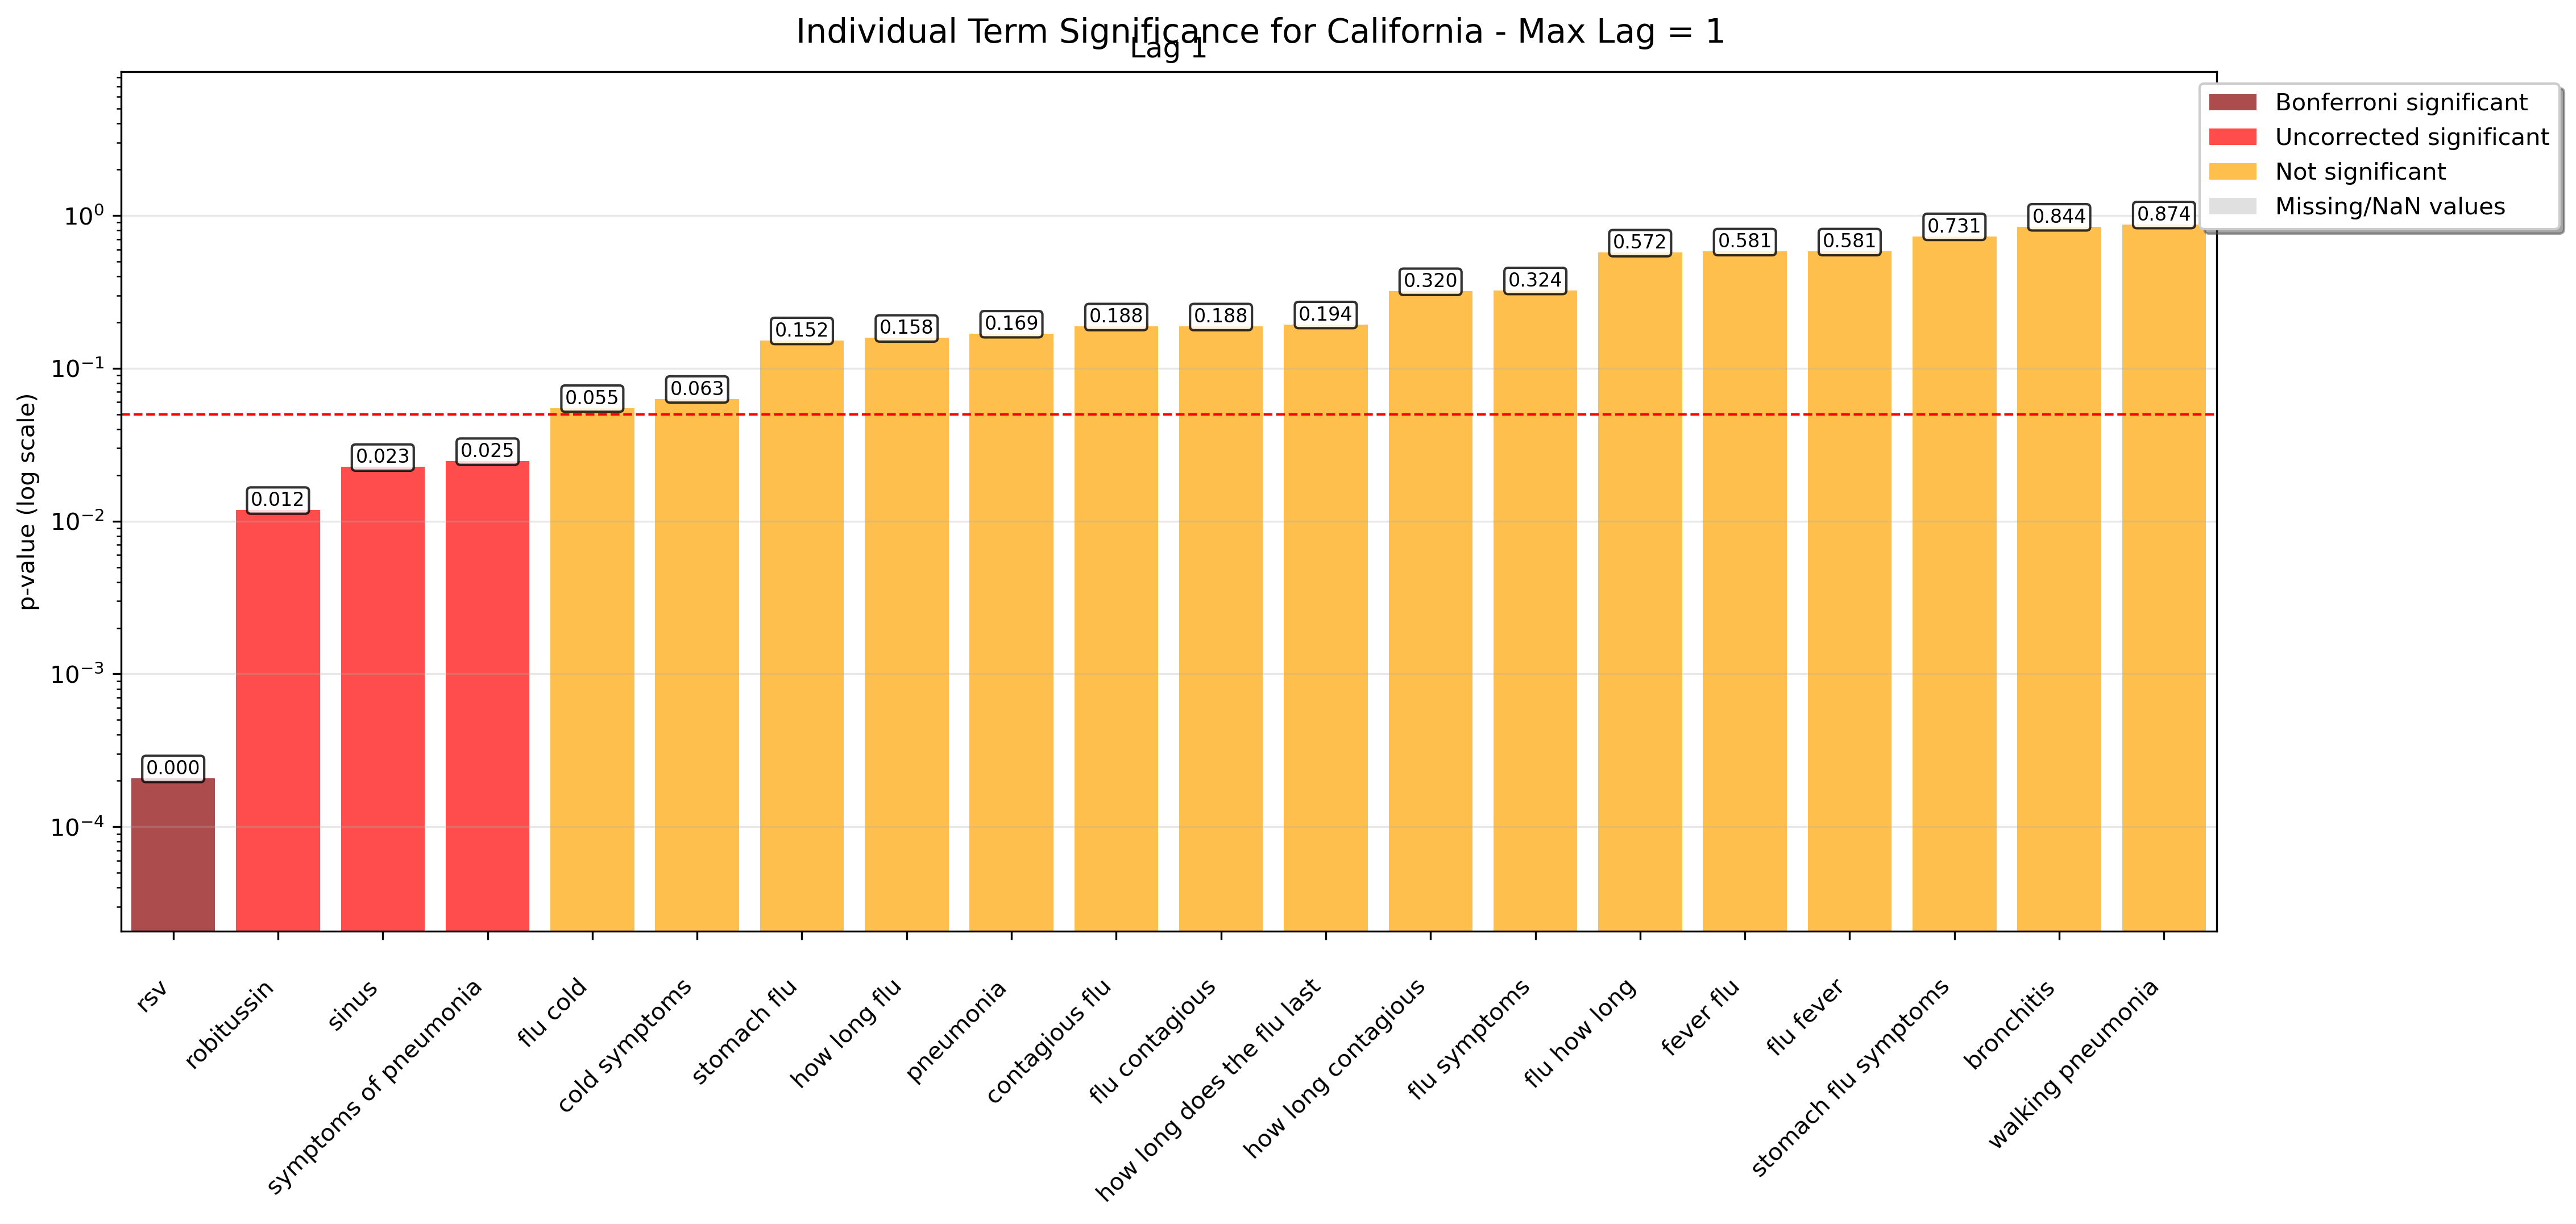 Individual Term Significance for California - Max Lag = 1
Lag 1
Bonferroni significant
Uncorrected significant
Not significant
Missing/NaN values
p-value (log scale)
10⁰
10⁻¹
10⁻²
10⁻³
10⁻⁴
0.000
0.012
0.023
0.025
0.055
0.063
0.152
0.158
0.169
0.188
0.188
0.194
0.320
0.324
0.572
0.581
0.581
0.731
0.844
0.874
rsv
robitussin
sinus
symptoms of pneumonia
flu cold
cold symptoms
stomach flu
how long flu
pneumonia
contagious flu
flu contagious
how long does the flu last
how long contagious
flu symptoms
flu how long
fever flu
flu fever
stomach flu symptoms
bronchitis
walking pneumonia